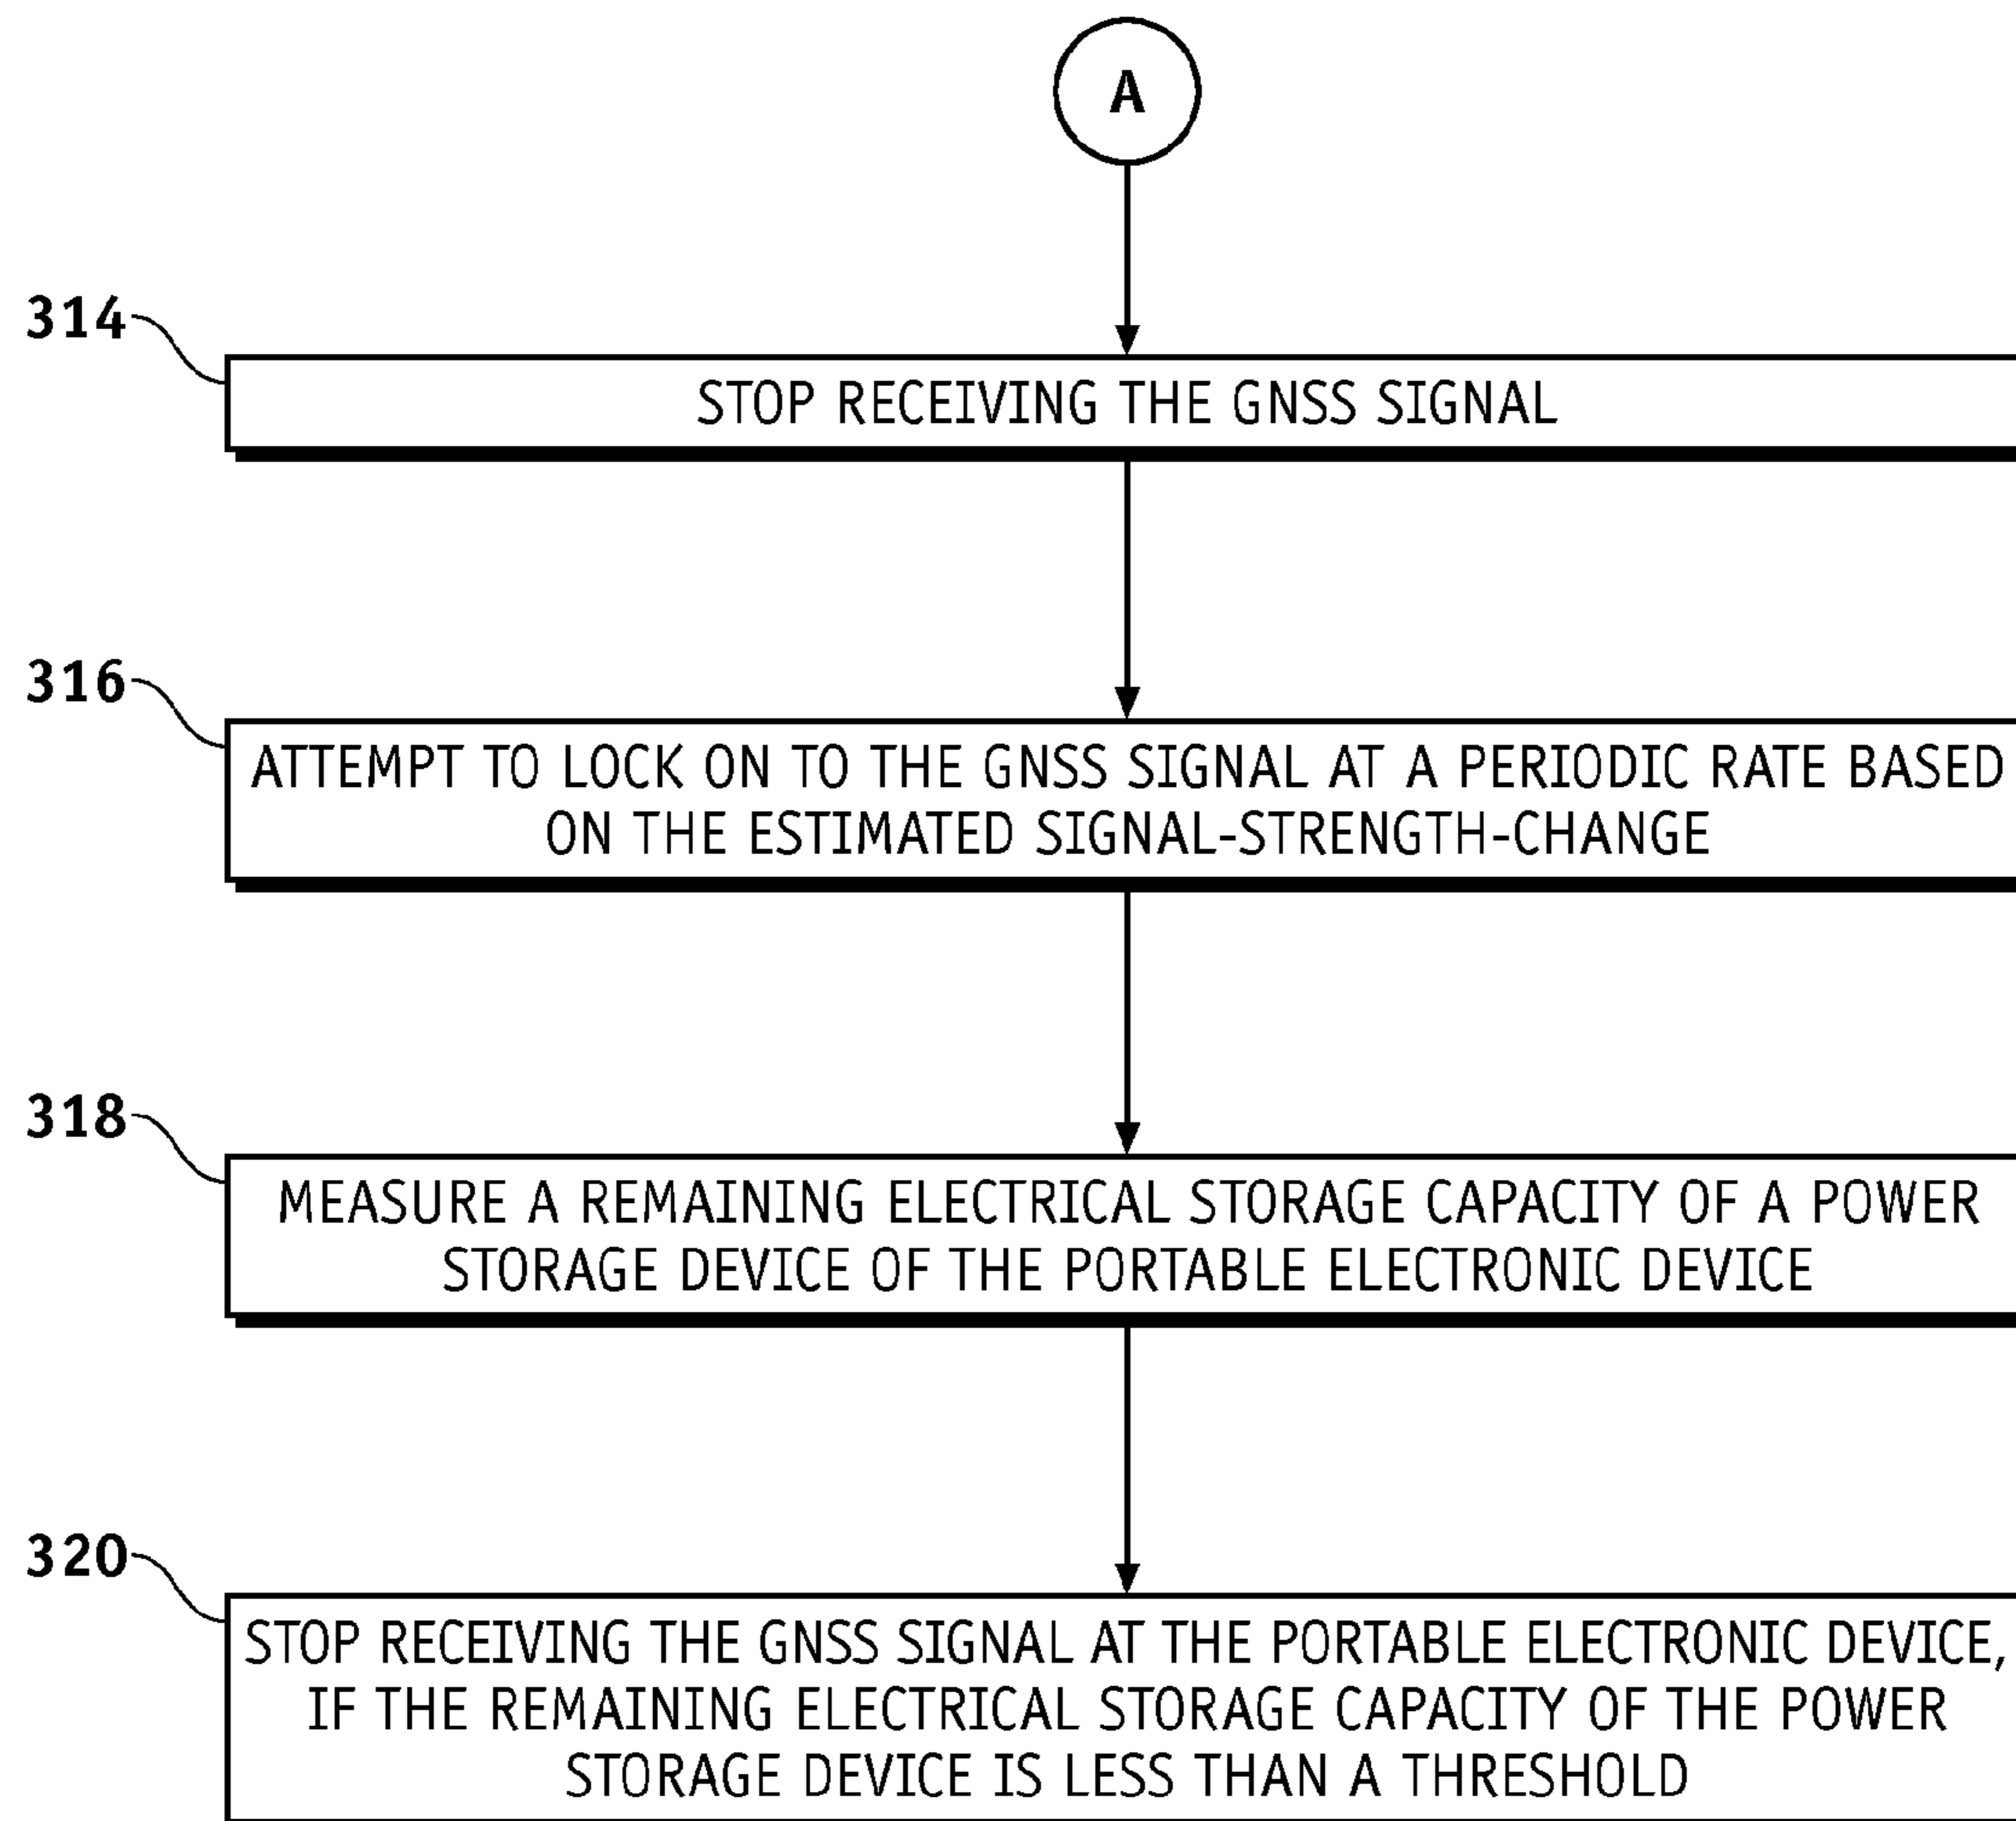 A
314
STOP RECEIVING THE GNSS SIGNAL
316
ATTEMPT TO LOCK ON TO THE GNSS SIGNAL AT A PERIODIC RATE BASED
ON THE ESTIMATED SIGNAL-STRENGTH-CHANGE
318
MEASURE A REMAINING ELECTRICAL STORAGE CAPACITY OF A POWER
STORAGE DEVICE OF THE PORTABLE ELECTRONIC DEVICE
320
STOP RECEIVING THE GNSS SIGNAL AT THE PORTABLE ELECTRONIC DEVICE,
IF THE REMAINING ELECTRICAL STORAGE CAPACITY OF THE POWER
STORAGE DEVICE IS LESS THAN A THRESHOLD